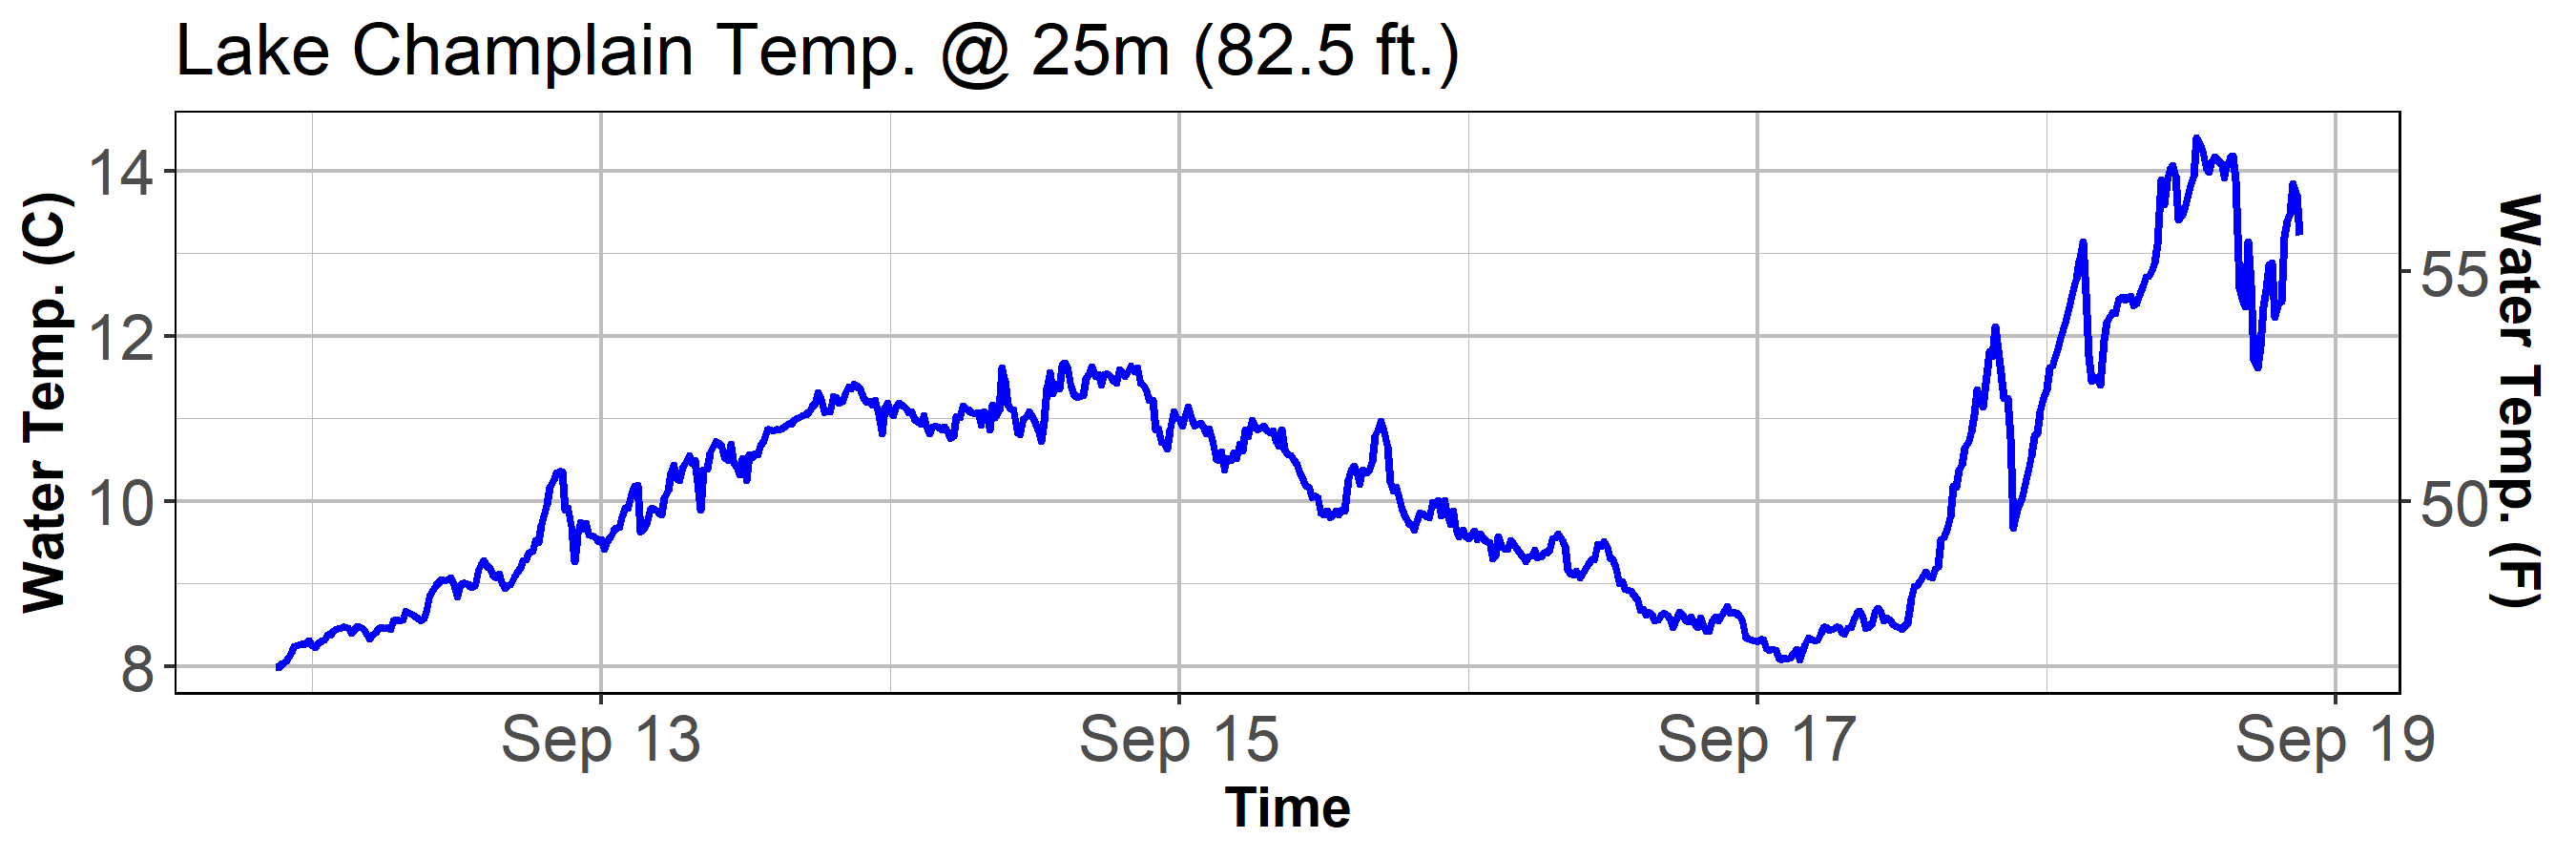 Lake Champlain Temp. @ 25m (82.5 ft.)
Water Temp. (C)
14
12
10
8
55
50
Water Temp. (F)
Sep 13
Sep 15
Sep 17
Sep 19
Time